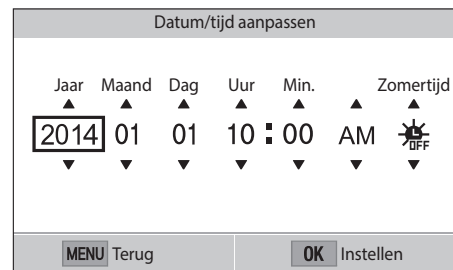 Datum/tijd aanpassen
Jaar Maand Dag Uur Min. Zomertijd
2014 01 01 10 : 00 AM OFF
MENU Terug OK Instellen